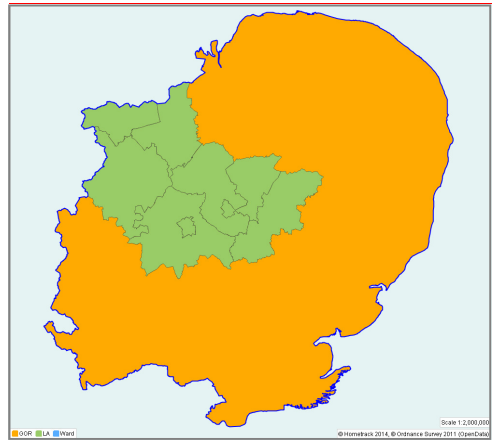 Scale 1:2,000,000
GOR LA Ward
© Hometrack 2014, © Ordnance Survey 2011 (OpenData)